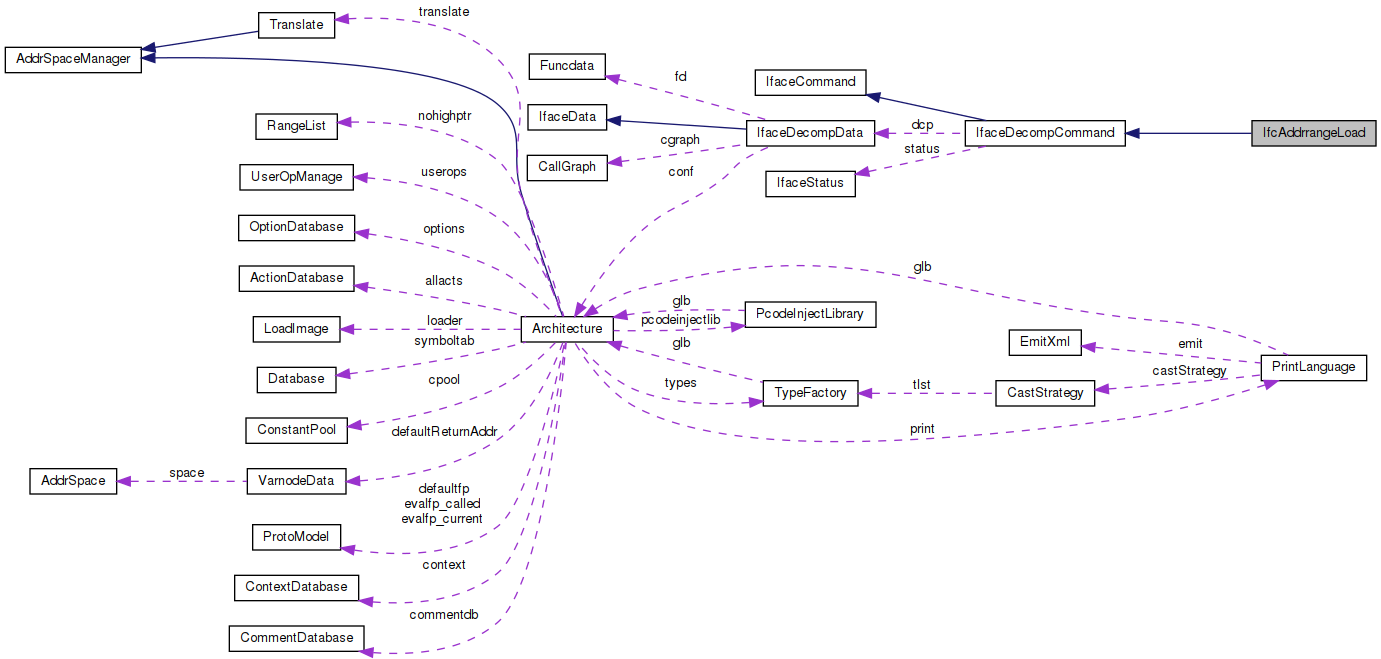 translate
Translate
AddrSpaceManager
Funcdata
fd
IfaceCommand
nohighptr
RangeList
IfaceData
IfaceDecompData
dcp
IfaceDecompCommand
IfcAddrrangeLoad
cgraph
status
CallGraph
conf
IfaceStatus
userops
UserOpManage
OptionDatabase
options
ActionDatabase
allacts
glb
LoadImage
loader
symboltab
Architecture
glb
pcodeinjectlib
PcodeInjectLibrary
glb
EmitXml
emit
castStrategy
PrintLanguage
Database
cpool
types
TypeFactory
tlst
CastStrategy
ConstantPool
defaultReturnAddr
print
AddrSpace
space
VarnodeData
defaultfp
evalfp_called
evalfp_current
ProtoModel
context
ContextDatabase
commentdb
CommentDatabase